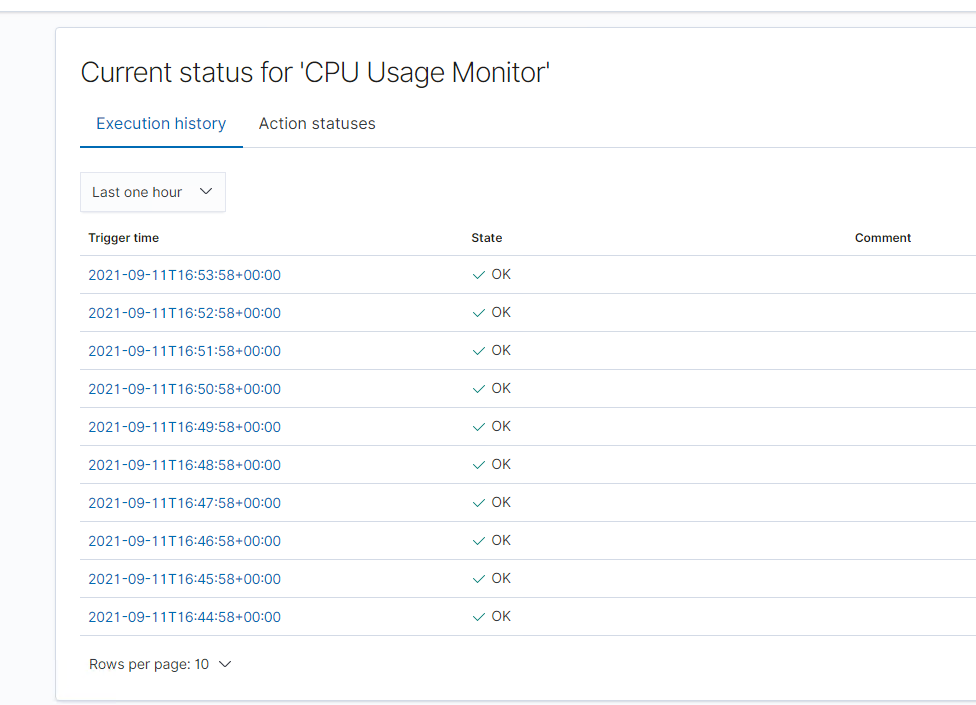 Current status for 'CPU Usage Monitor'
Execution history Action statuses
Last one hour
Trigger time State Comment
2021-09-11T16:53:58+00:00 OK
2021-09-11T16:52:58+00:00 OK
2021-09-11T16:51:58+00:00 OK
2021-09-11T16:50:58+00:00 OK
2021-09-11T16:49:58+00:00 OK
2021-09-11T16:48:58+00:00 OK
2021-09-11T16:47:58+00:00 OK
2021-09-11T16:46:58+00:00 OK
2021-09-11T16:45:58+00:00 OK
2021-09-11T16:44:58+00:00 OK
Rows per page: 10